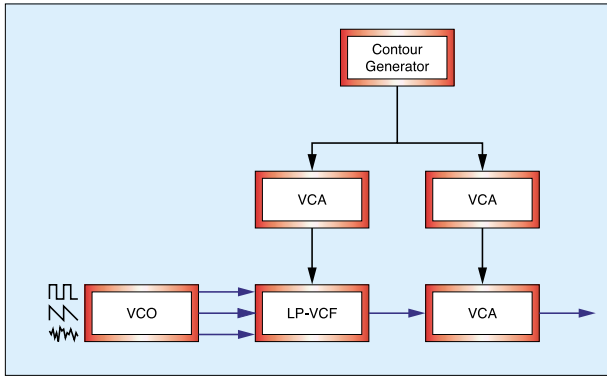 Contour
Generator
VCA
VCA
VCO
LP-VCF
VCA